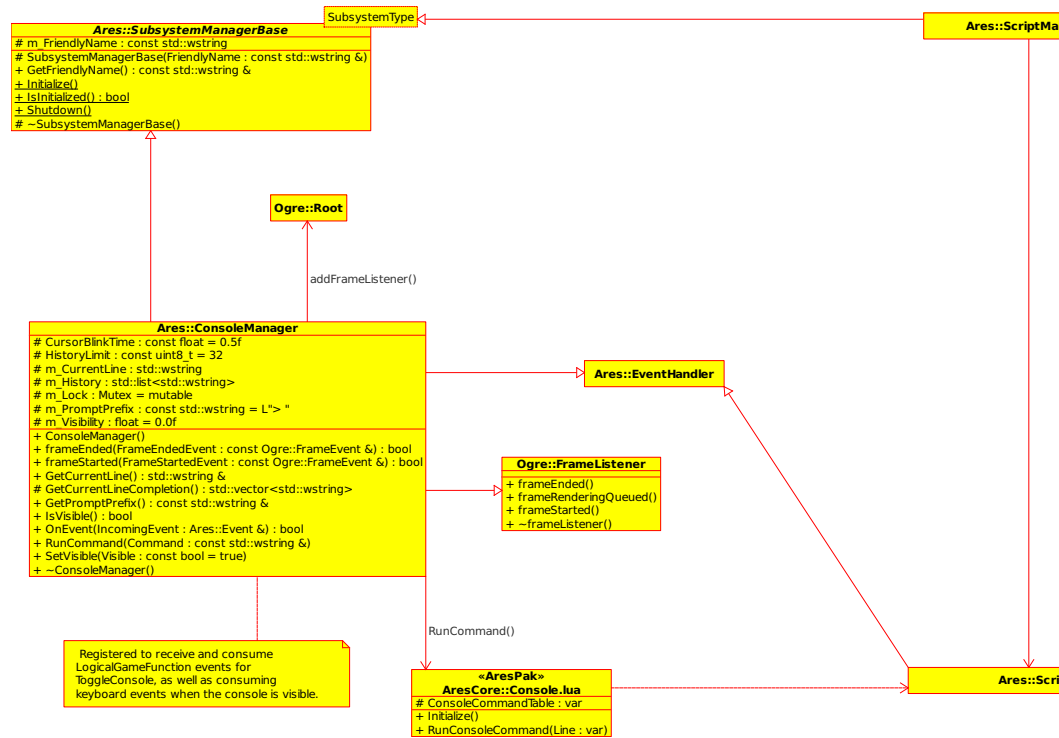 SubsystemType
Ares::SubsystemManagerBase
# m_FriendlyName : const std::wstring
# SubsystemManagerBase(FriendlyName : const std::wstring &)
+ GetFriendlyName() : const std::wstring &
+ Initialize()
+ IsInitialized() : bool
+ Shutdown()
# ~SubsystemManagerBase()
Ares::ScriptMa
Ogre::Root
addFrameListener()
Ares::ConsoleManager
# CursorBlinkTime : const float = 0.5f
# HistoryLimit : const uint8_t = 32
# m_CurrentLine : std::wstring
# m_History : std::list<std::wstring>
# m_Lock : Mutex = mutable
# m_PromptPrefix : const std::wstring = L"> "
# m_Visibility : float = 0.0f
+ ConsoleManager()
+ frameEnded(FrameEndedEvent : const Ogre::FrameEvent &) : bool
+ frameStarted(FrameStartedEvent : const Ogre::FrameEvent &) : bool
+ GetCurrentLine() : std::wstring &
# GetCurrentLineCompletion() : std::vector<std::wstring>
+ GetPromptPrefix() : const std::wstring &
+ IsVisible() : bool
+ OnEvent(IncomingEvent : Ares::Event &) : bool
+ RunCommand(Command : const std::wstring &)
+ SetVisible(Visible : const bool = true)
+ ~ConsoleManager()
Ares::EventHandler
Ogre::FrameListener
+ frameEnded()
+ frameRenderingQueued()
+ frameStarted()
+ ~frameListener()
RunCommand()
Registered to receive and consume
LogicalGameFunction events for
ToggleConsole, as well as consuming
keyboard events when the console is visible.
«AresPak»
AresCore::Console.lua
# ConsoleCommandTable : var
+ Initialize()
+ RunConsoleCommand(Line : var)
Ares::Scri